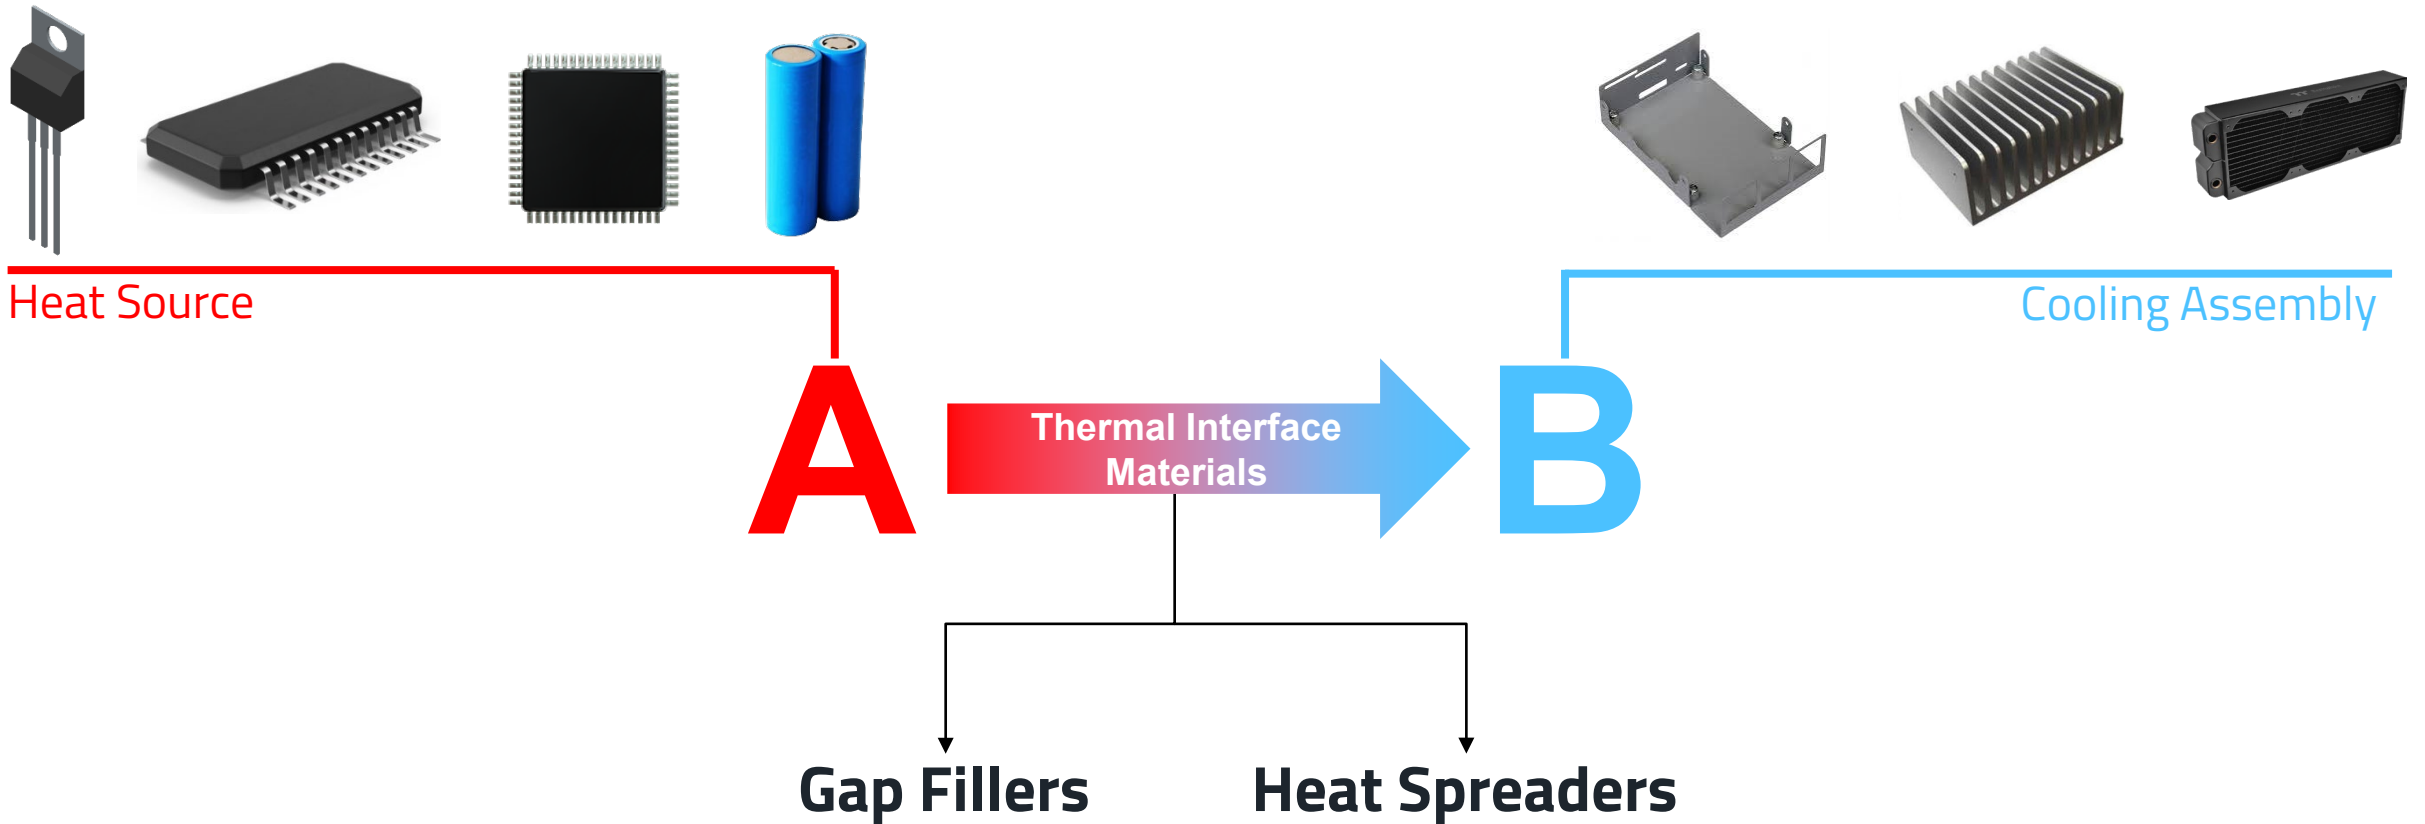 Heat Source
Cooling Assembly
A
Thermal Interface
Materials
B
Gap Fillers
Heat Spreaders